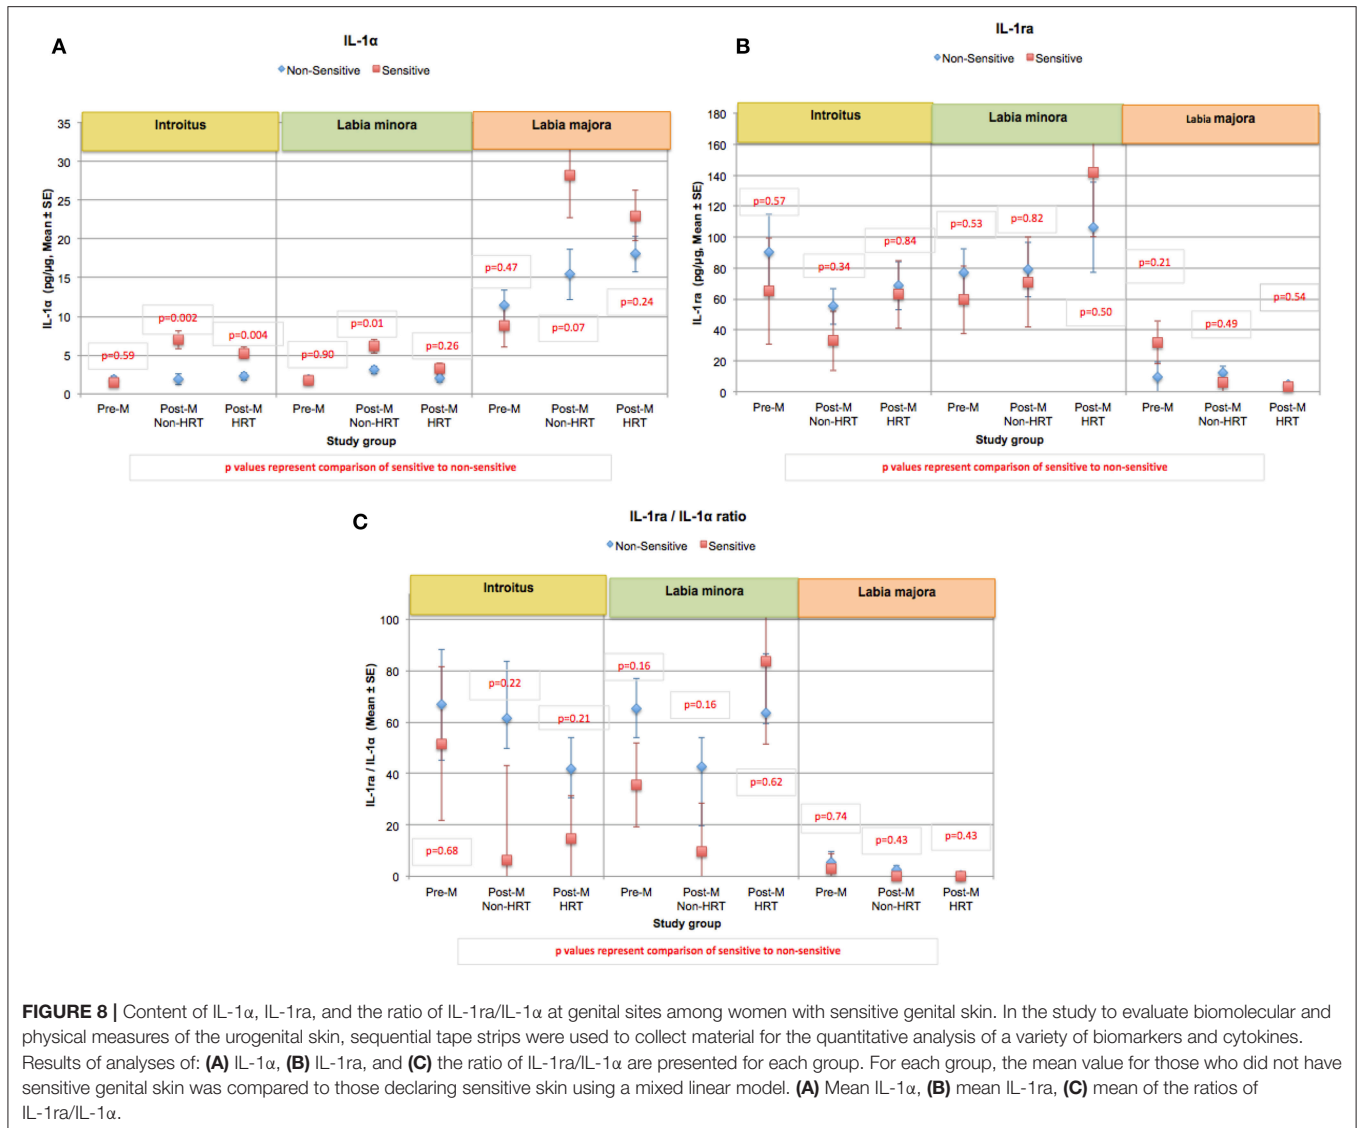 A
IL-1α
Non-Sensitive Sensitive
Introitus Labia minora Labia majora
IL-1α (pg/µg, Mean ± SE)
35
30
25
20
15
10
5
0
p=0.59
p=0.002
p=0.004
p=0.90
p=0.01
p=0.26
p=0.47
p=0.07
p=0.24
Pre-M Post-M Post-M Pre-M Post-M Post-M Pre-M Post-M Post-M
Non-HRT HRT Non-HRT HRT Non-HRT HRT
Study group
p values represent comparison of sensitive to non-sensitive
B
IL-1ra
Non-Sensitive Sensitive
Introitus Labia minora Labia majora
IL-1ra (pg/µg, Mean ± SE)
180
160
140
120
100
80
60
40
20
0
p=0.57
p=0.34
p=0.84
p=0.53
p=0.82
p=0.50
p=0.21
p=0.49
p=0.54
Pre-M Post-M Post-M Pre-M Post-M Post-M Pre-M Post-M Post-M
Non-HRT HRT Non-HRT HRT Non-HRT HRT
Study group
p values represent comparison of sensitive to non-sensitive
C
IL-1ra / IL-1α ratio
Non-Sensitive Sensitive
Introitus Labia minora Labia majora
IL-1ra / IL-1α (Mean ± SE)
100
80
60
40
20
0
p=0.68
p=0.22
p=0.21
p=0.16
p=0.16
p=0.62
p=0.74
p=0.43
p=0.43
Pre-M Post-M Post-M Pre-M Post-M Post-M Pre-M Post-M Post-M
Non-HRT HRT Non-HRT HRT Non-HRT HRT
Study group
p values represent comparison of sensitive to non-sensitive
FIGURE 8 | Content of IL-1α, IL-1ra, and the ratio of IL-1ra/IL-1α at genital sites among women with sensitive genital skin. In the study to evaluate biomolecular and
physical measures of the urogenital skin, sequential tape strips were used to collect material for the quantitative analysis of a variety of biomarkers and cytokines.
Results of analyses of: (A) IL-1α, (B) IL-1ra, and (C) the ratio of IL-1ra/IL-1α are presented for each group. For each group, the mean value for those who did not have
sensitive genital skin was compared to those declaring sensitive skin using a mixed linear model. (A) Mean IL-1α, (B) mean IL-1ra, (C) mean of the ratios of
IL-1ra/IL-1α.